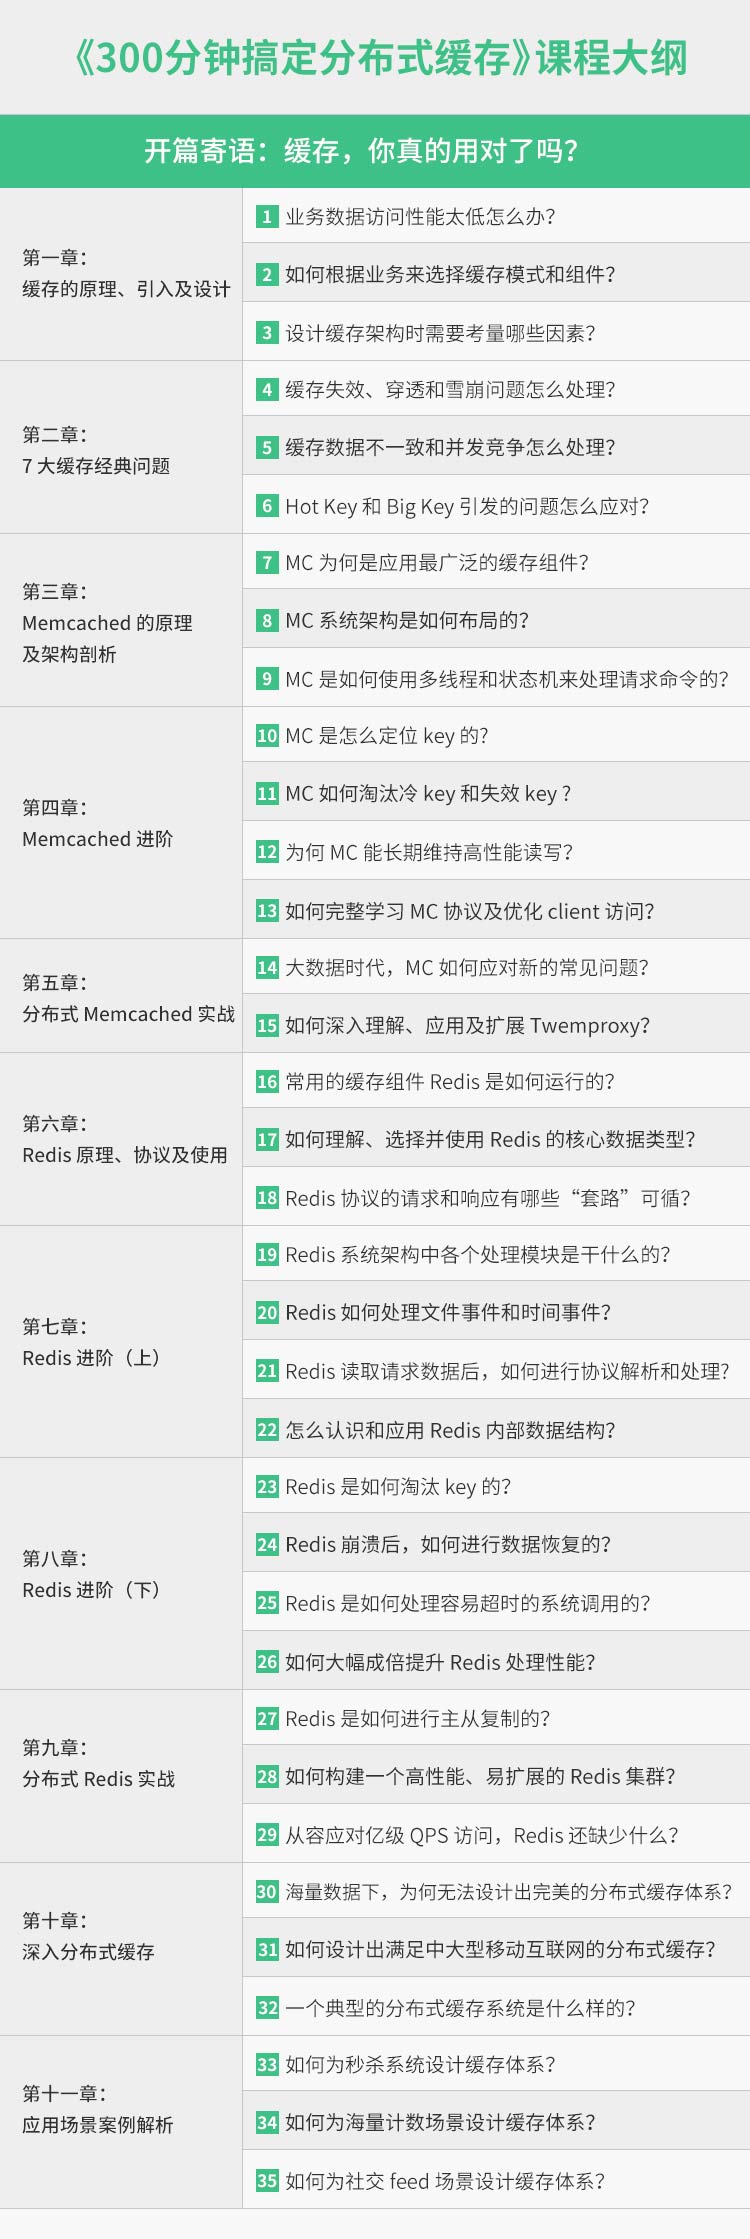 《300分钟搞定分布式缓存》课程大纲
开篇寄语：缓存，你真的用对了吗？
第一章：
缓存的原理、引入及设计
1 业务数据访问性能太低怎么办？
2 如何根据业务来选择缓存模式和组件？
3 设计缓存架构时需要考量哪些因素？
第二章：
7 大缓存经典问题
4 缓存失效、穿透和雪崩问题怎么处理？
5 缓存数据不一致和并发竞争怎么处理？
6 Hot Key 和 Big Key 引发的问题怎么应对？
第三章：
Memcached 的原理
及架构剖析
7 MC 为何是应用最广泛的缓存组件？
8 MC 系统架构是如何布局的？
9 MC 是如何使用多线程和状态机来处理请求命令的？
第四章：
Memcached 进阶
10 MC 是怎么定位 key 的？
11 MC 如何淘汰冷 key 和失效 key？
12 为何 MC 能长期维持高性能读写？
13 如何完整学习 MC 协议及优化 client 访问？
第五章：
分布式 Memcached 实战
14 大数据时代，MC 如何应对新的常见问题？
15 如何深入理解、应用及扩展 Twemproxy？
第六章：
Redis 原理、协议及使用
16 常用的缓存组件 Redis 是如何运行的？
17 如何理解、选择并使用 Redis 的核心数据类型？
18 Redis 协议的请求和响应有哪些“套路”可循？
第七章：
Redis 进阶（上）
19 Redis 系统架构中各个处理模块是干什么的？
20 Redis 如何处理文件事件和时间事件？
21 Redis 读取请求数据后，如何进行协议解析和处理？
22 怎么认识和应用 Redis 内部数据结构？
第八章：
Redis 进阶（下）
23 Redis 是如何淘汰 key 的？
24 Redis 崩溃后，如何进行数据恢复的？
25 Redis 是如何处理容易超时的系统调用的？
26 如何大幅成倍提升 Redis 处理性能？
第九章：
分布式 Redis 实战
27 Redis 是如何进行主从复制的？
28 如何构建一个高性能、易扩展的 Redis 集群？
29 从容应对亿级 QPS 访问，Redis 还缺少什么？
第十章：
深入分布式缓存
30 海量数据下，为何无法设计出完美的分布式缓存体系？
31 如何设计出满足中大型移动互联网的分布式缓存？
32 一个典型的分布式缓存系统是什么样的？
第十一章：
应用场景案例解析
33 如何为秒杀系统设计缓存体系？
34 如何为海量计数场景设计缓存体系？
35 如何为社交 feed 场景设计缓存体系？